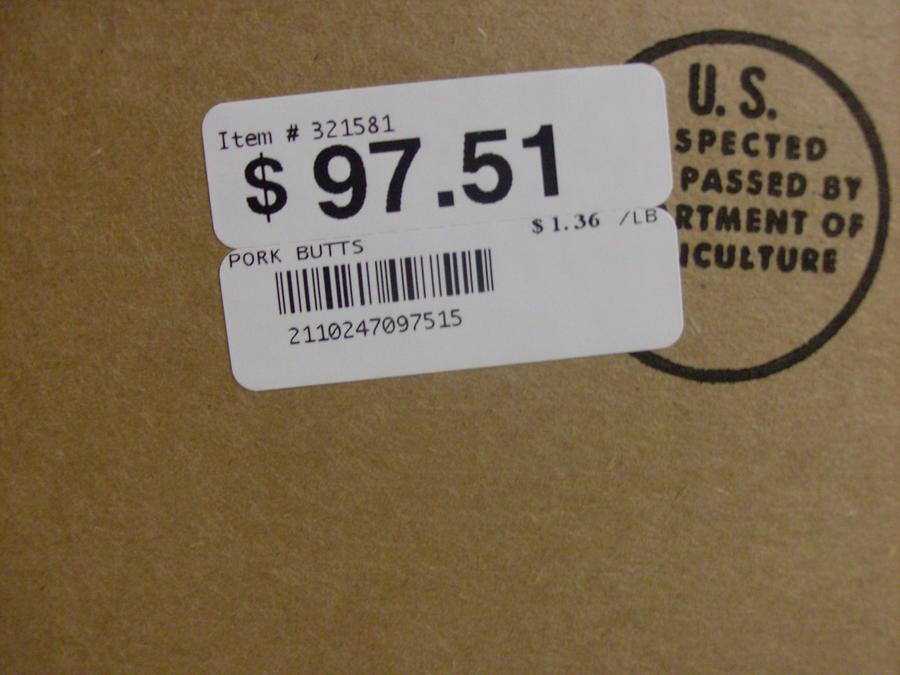 Item # 321581
$ 97.51
$ 1.36 /LB
PORK BUTTS
2110247097515
U.S.
SPECTED
PASSED BY
RTMENT OF
ICULTURE